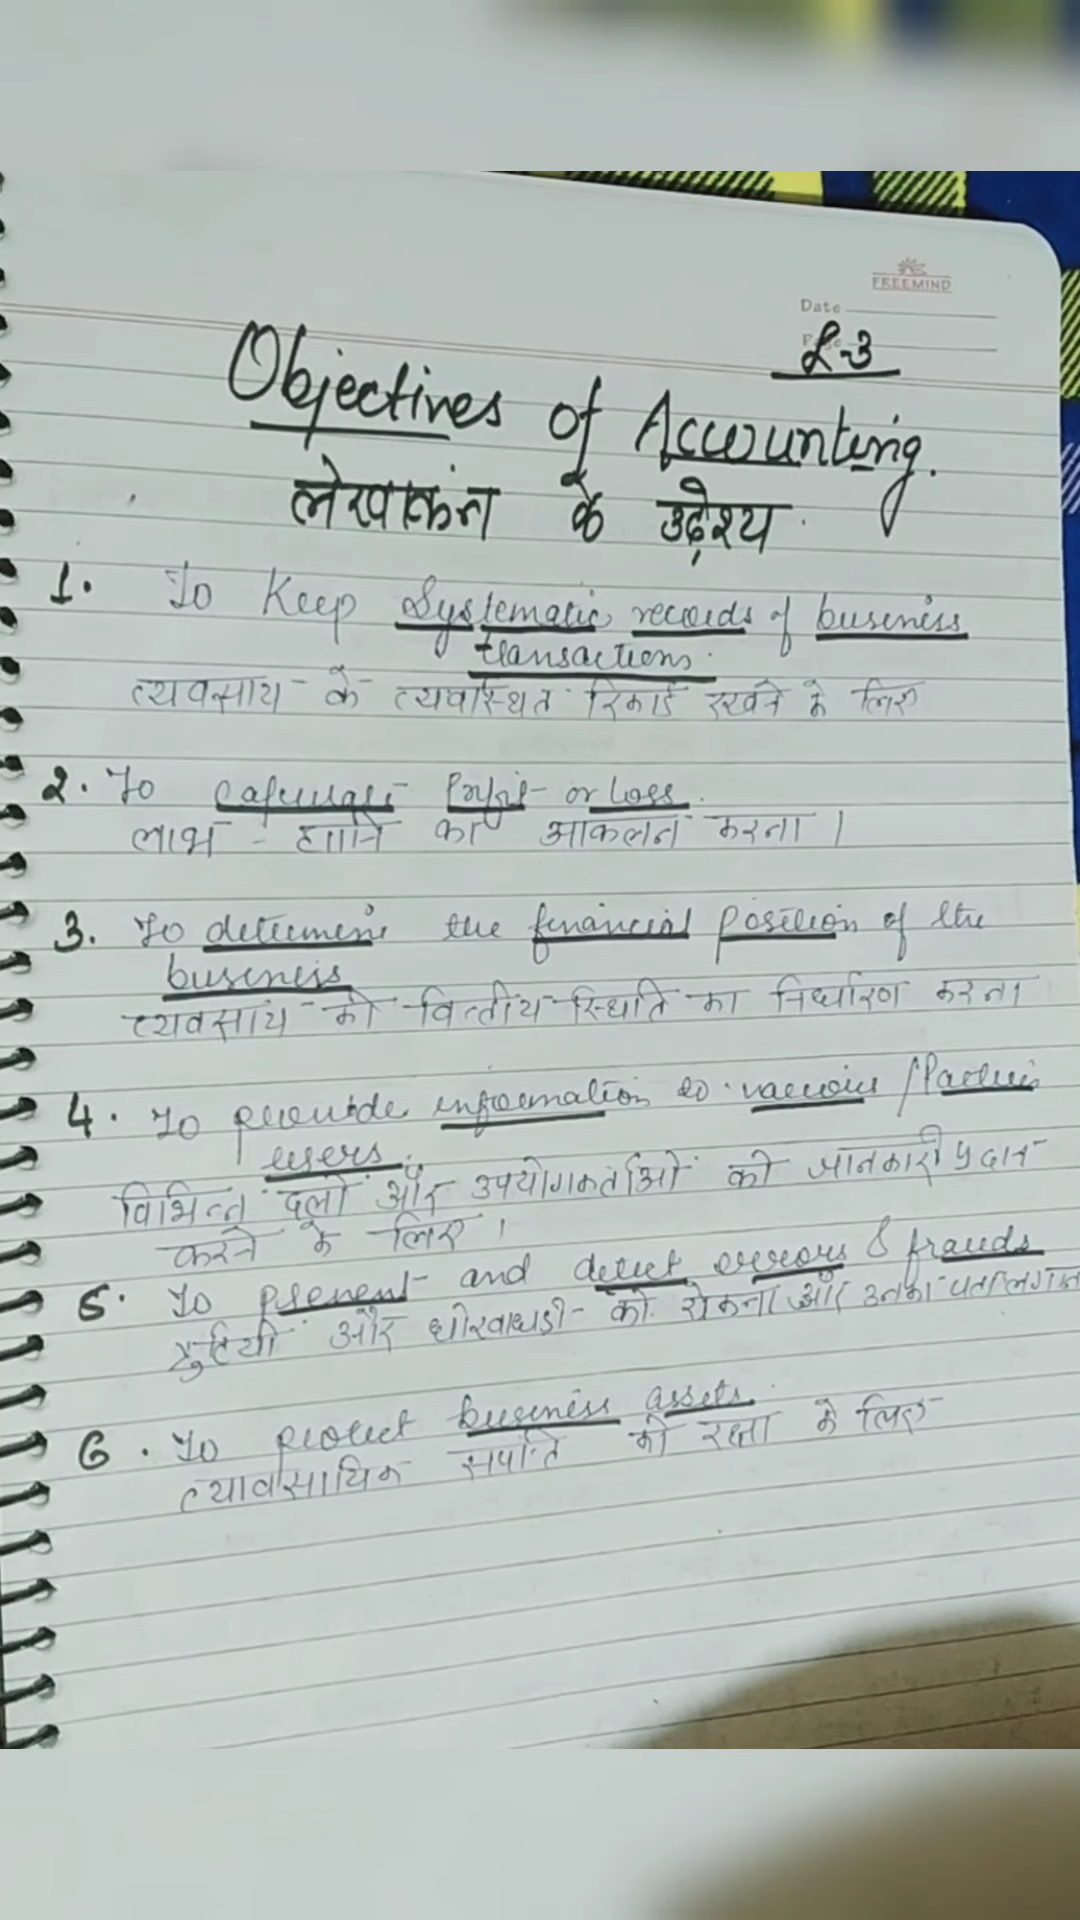 FREEMIND
Date
Page
L-3
Objectives of Accounting.
लेखाकंन के उद्देश्य.
1. To Keep Systematic records of business
transactions.
व्यवसाय के व्यवस्थित रिकार्ड रखने के लिए
2. To Calculate Profit or Loss.
लाभ - हानि का आकलन करना ।
3. To determine the financial position of the
business
व्यवसाय की वित्तीय स्थिति का निर्धारण करना
4. To provide information to various /Parties
users.
विभिन्न दलों और उपयोगकर्ताओं को जानकारी प्रदान
करने के लिए ।
5. To prevent and detect errors & frauds
त्रुटियों और धोखाधड़ी को रोकना और उनका पता लगाना
6. To protect business assets.
व्यावसायिक सपंत्ति की रक्षा के लिए